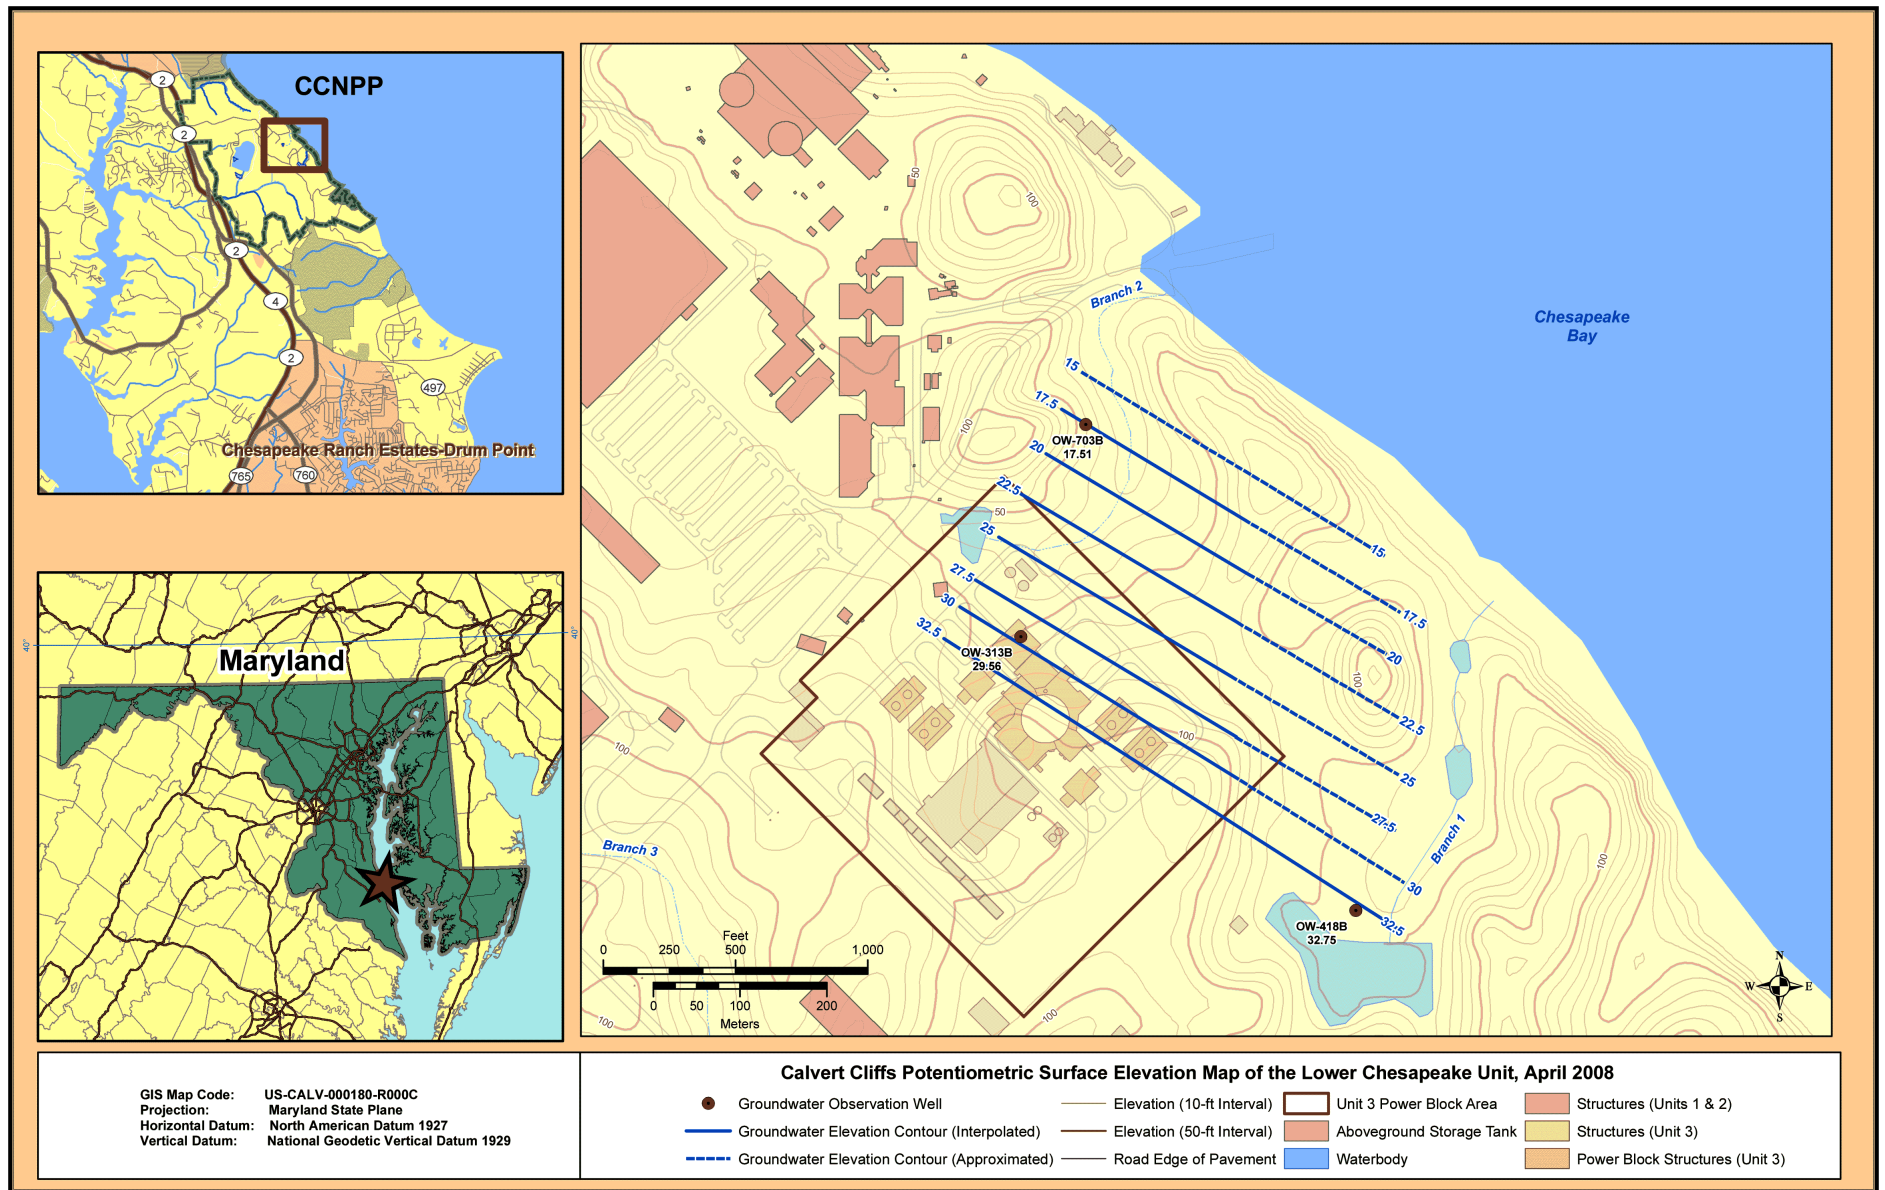 CCNPP
2
2
2
4
2
497
Chesapeake Ranch Estates-Drum Point
765
760
40°
40°
Maryland
50
100
Branch 2
Chesapeake
Bay
15
17.5
OW-703B
17.51
100
20
22.5
50
25
15
27.5
30
17.5
32.5
OW-313B
29.56
20
100
22.5
100
100
25
27.5
Branch 1
Branch 3
100
30
OW-418B
32.75
32.5
Feet
0 250 500 1,000
0 50 100 200
Meters
100
100
N
W E
S
GIS Map Code: US-CALV-000180-R000C
Projection: Maryland State Plane
Horizontal Datum: North American Datum 1927
Vertical Datum: National Geodetic Vertical Datum 1929
Calvert Cliffs Potentiometric Surface Elevation Map of the Lower Chesapeake Unit, April 2008
Groundwater Observation Well
Elevation (10-ft Interval)
Unit 3 Power Block Area
Structures (Units 1 & 2)
Groundwater Elevation Contour (Interpolated)
Elevation (50-ft Interval)
Aboveground Storage Tank
Structures (Unit 3)
Groundwater Elevation Contour (Approximated)
Road Edge of Pavement
Waterbody
Power Block Structures (Unit 3)